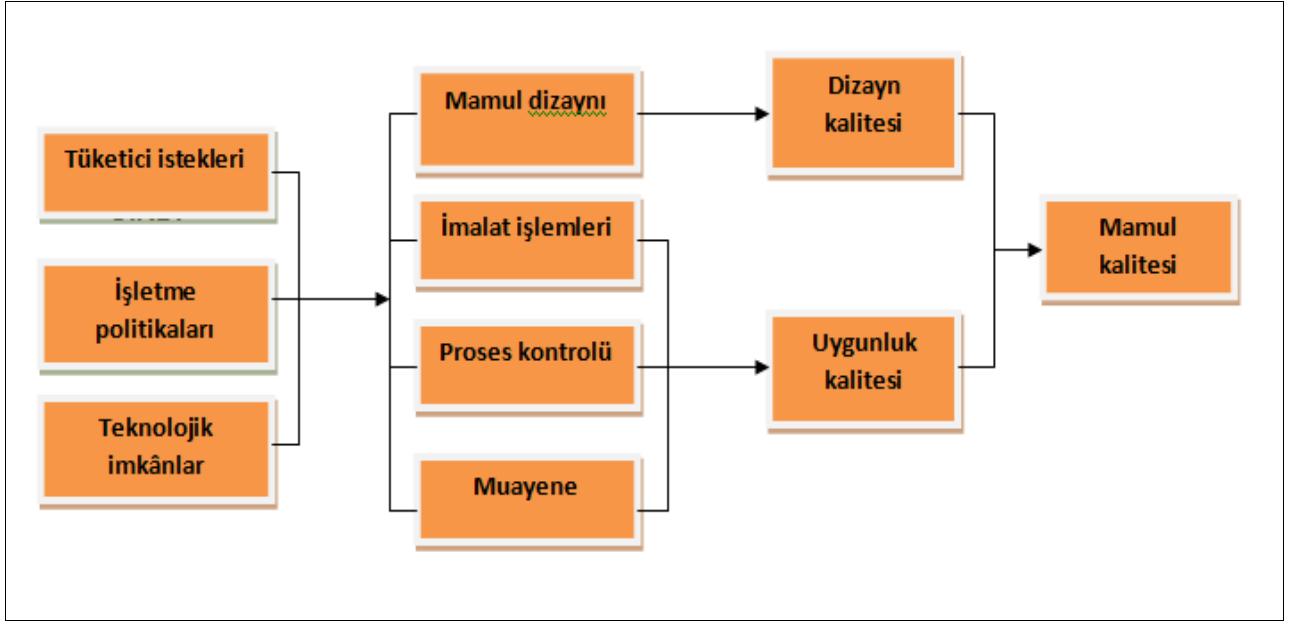 Tüketici istekleri
İşletme
politikaları
Teknolojik
imkânlar
Mamul dizaynı
İmalat işlemleri
Proses kontrolü
Muayene
Dizayn
kalitesi
Uygunluk
kalitesi
Mamul
kalitesi